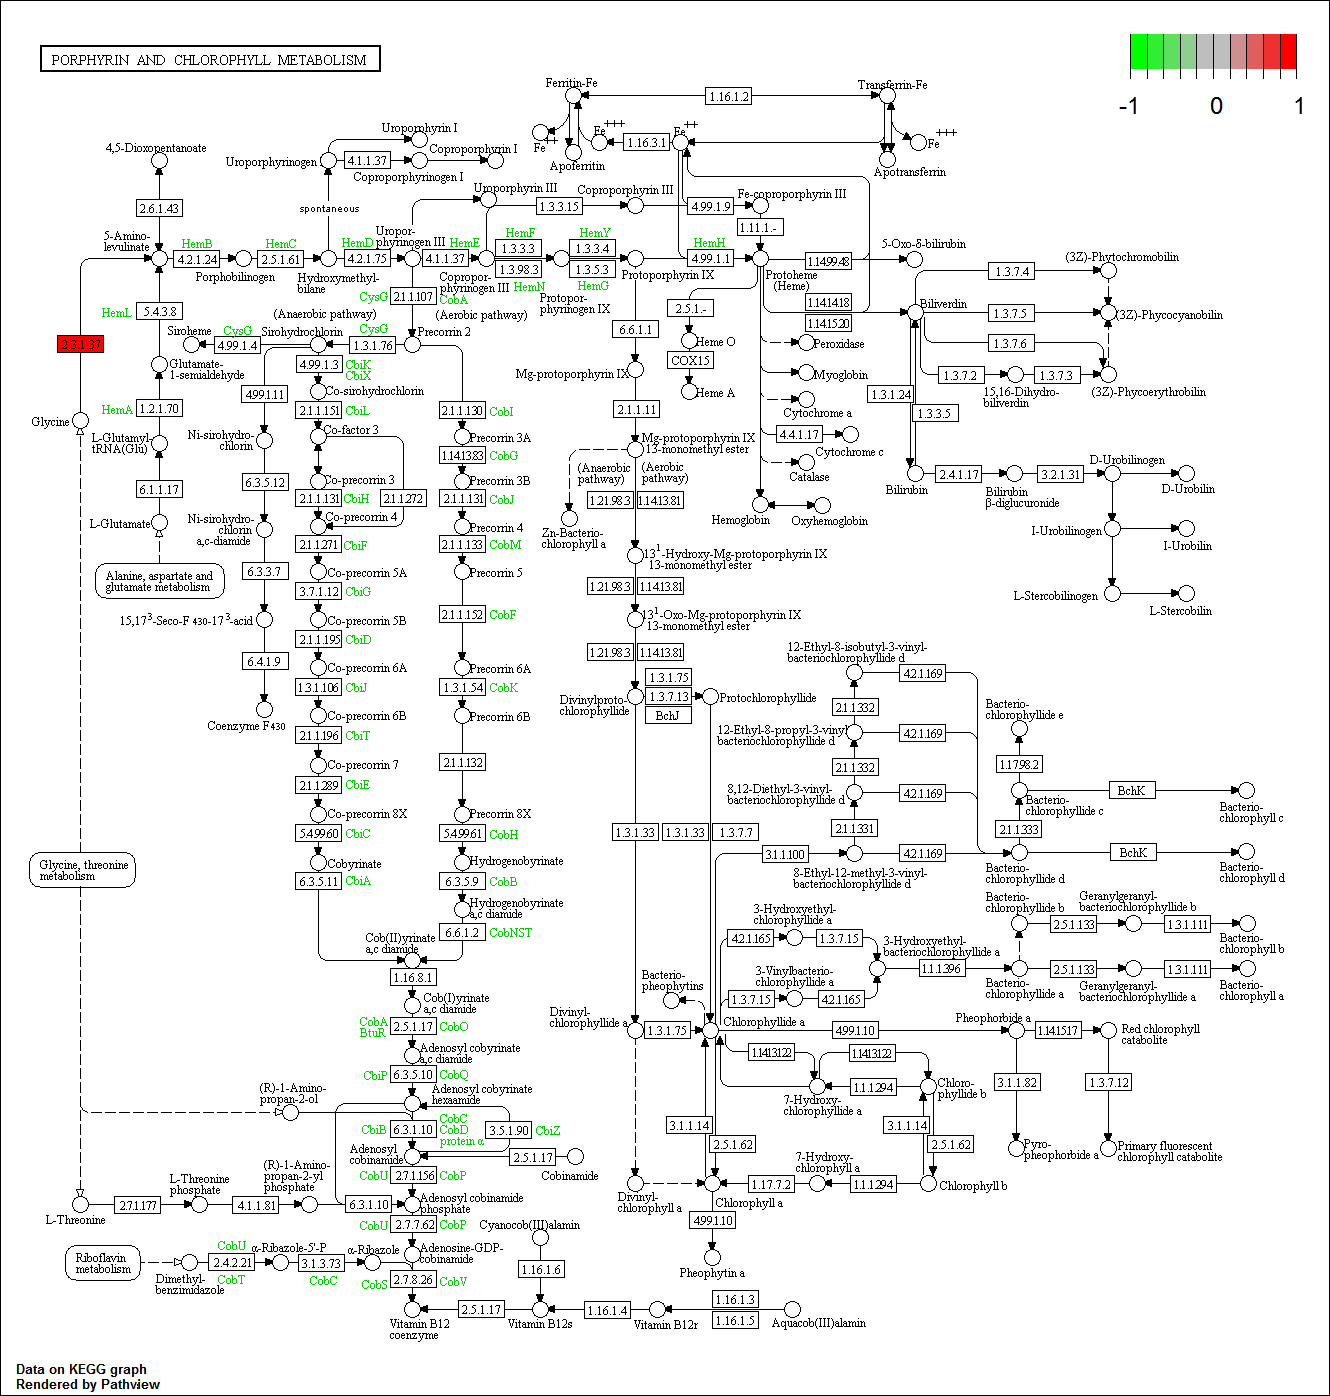 PORPHYRIN AND CHLOROPHYLL METABOLISM
-1
0
1
Ferritin-Fe
1.16.1.2
Transferrin-Fe
Fe
++
Fe
+++
1.16.3.1
Fe
++
Fe
+++
Apoferritin
Apotransferrin
Uroporphyrin I
Uroporphyrinogen
4.1.1.37
Coproporphyrin I
Coproporphyrinogen I
4,5-Dioxopentanoate
2.6.1.43
spontaneous
Uroporphyrin III
Coproporphyrin III
1.3.3.15
4.99.1.9
Fe-coproporphyrin III
1.11.1.-
5-Amino-
levulinate
HemB
4.2.1.24
Porphobilinogen
HemC
2.5.1.61
Hydroxymethyl-
bilane
HemD
4.2.1.75
Uropor-
phyrinogen III
HemE
4.1.1.37
Copropor-
phyrinogen III
HemF
1.3.3.3
1.3.98.3
HemN
Protopor-
phyrinogen IX
HemY
1.3.3.4
1.3.5.3
HemG
Protoporphyrin IX
HemH
4.99.1.1
Protoheme
(Heme)
1.14.99.48
5-Oxo-δ-bilirubin
1.14.14.18
1.14.15.20
Biliverdin
1.3.7.4
(3Z)-Phytochromobilin
1.3.7.5
(3Z)-Phycocyanobilin
1.3.7.6
1.3.7.2
15,16-Dihydro-
biliverdin
1.3.7.3
(3Z)-Phycoerythrobilin
1.3.1.24
1.3.3.5
Bilirubin
2.4.1.17
Bilirubin
β-diglucuronide
3.2.1.31
D-Urobilinogen
D-Urobilin
I-Urobilinogen
I-Urobilin
L-Stercobilinogen
L-Stercobilin
HemL
5.4.3.8
2.3.1.37
Glutamate-
1-semialdehyde
HemA
1.2.1.70
Glycine
L-Glutamyl-
tRNA(Glu)
6.1.1.17
L-Glutamate
Alanine, aspartate and
glutamate metabolism
CysG
2.1.1.107
CobA
(Anaerobic pathway)
(Aerobic pathway)
Siroheme
CysG
4.99.1.4
Sirohydrochlorin
CysG
1.3.1.76
Precorrin 2
4.99.1.3
CbiK
CbiX
Co-sirohydrochlorin
2.1.1.151
CbiL
Co-factor 3
Co-precorrin 3
2.1.1.131
CbiH
2.1.1.272
Co-precorrin 4
2.1.1.271
CbiF
Co-precorrin 5A
3.7.1.12
CbiG
Co-precorrin 5B
2.1.1.195
CbiD
Co-precorrin 6A
1.3.1.106
CbiJ
Co-precorrin 6B
2.1.1.196
CbiT
Co-precorrin 7
2.1.1.289
CbiE
Co-precorrin 8X
5.4.99.60
CbiC
Cobyrinate
6.3.5.11
CbiA
4.99.1.11
Ni-sirohydro-
chlorin
6.3.5.12
Ni-sirohydro-
chlorin
a,c-diamide
6.3.3.7
15,17³-Seco-F 430-17³-acid
6.4.1.9
Coenzyme F430
2.1.1.130
CobI
Precorrin 3A
1.14.13.83
CobG
Precorrin 3B
2.1.1.131
CobJ
Precorrin 4
2.1.1.133
CobM
Precorrin 5
2.1.1.152
CobF
Precorrin 6A
1.3.1.54
CobK
Precorrin 6B
2.1.1.132
Precorrin 8X
5.4.99.61
CobH
Hydrogenobyrinate
6.3.5.9
CobB
Hydrogenobyrinate
a,c diamide
6.6.1.2
CobNST
Cob(II)yrinate
a,c diamide
1.16.8.1
Cob(I)yrinate
a,c diamide
CobA
BtuR
2.5.1.17
CobO
Adenosyl cobyrinate
a,c diamide
CbiP
6.3.5.10
CobQ
Adenosyl cobyrinate
hexaamide
CbiB
6.3.1.10
CobC
CobD
protein α
3.5.1.90
CbiZ
Adenosyl
cobinamide
2.5.1.17
Cobinamide
CobU
2.7.1.156
CobP
Adenosyl cobinamide
phosphate
CobU
2.7.7.62
CobP
Adenosine-GDP-
cobinamide
CobS
2.7.8.26
CobV
Vitamin B12
coenzyme
2.5.1.17
Vitamin B12s
1.16.1.4
Vitamin B12r
1.16.1.3
1.16.1.5
Aquacob(III)alamin
Cyanocob(III)alamin
1.16.1.6
Glycine, threonine
metabolism
(R)-1-Amino-
propan-2-ol
L-Threonine
2.7.1.177
L-Threonine
phosphate
4.1.1.81
(R)-1-Amino-
propan-2-yl
phosphate
6.3.1.10
Riboflavin
metabolism
Dimethyl-
benzimidazole
CobU
2.4.2.21
CobT
α-Ribazole-5'-P
3.1.3.73
CobC
α-Ribazole
2.5.1.-
Heme O
COX15
Heme A
Peroxidase
Myoglobin
Cytochrome a
4.4.1.17
Cytochrome c
Catalase
Hemoglobin
Oxyhemoglobin
6.6.1.1
Mg-protoporphyrin IX
2.1.1.11
Mg-protoporphyrin IX
13-monomethyl ester
(Anaerobic
pathway)
(Aerobic
pathway)
1.21.98.3
1.14.13.81
Zn-Bacterio-
chlorophyll a
13¹-Hydroxy-Mg-protoporphyrin IX
13-monomethyl ester
1.21.98.3
1.14.13.81
13¹-Oxo-Mg-protoporphyrin IX
13-monomethyl ester
1.21.98.3
1.14.13.81
Divinylproto-
chlorophyllide
1.3.1.75
1.3.7.13
BchJ
Protochlorophyllide
1.3.1.33
1.3.1.33
1.3.7.7
12-Ethyl-8-isobutyl-3-vinyl-
bacteriochlorophyllide d
4.2.1.169
2.1.1.332
12-Ethyl-8-propyl-3-vinyl
bacteriochlorophyllide d
4.2.1.169
2.1.1.332
8,12-Diethyl-3-vinyl-
bacteriochlorophyllide d
4.2.1.169
2.1.1.331
3.1.1.100
8-Ethyl-12-methyl-3-vinyl-
bacteriochlorophyllide d
4.2.1.169
Bacterio-
chlorophyllide e
1.17.98.2
Bacterio-
chlorophyllide c
BchK
Bacterio-
chlorophyll c
2.1.1.333
Bacterio-
chlorophyllide d
BchK
Bacterio-
chlorophyll d
3-Hydroxyethyl-
chlorophyllide a
4.2.1.165
1.3.7.15
3-Vinylbacterio-
chlorophyllide a
1.3.7.15
4.2.1.165
3-Hydroxyethyl-
bacteriochlorophyllide a
1.1.1.396
Bacterio-
chlorophyllide b
2.5.1.133
Geranylgeranyl-
bacteriochlorophyllide b
1.3.1.111
Bacterio-
chlorophyll b
Bacterio-
chlorophyllide a
2.5.1.133
Geranylgeranyl-
bacteriochlorophyllide a
1.3.1.111
Bacterio-
chlorophyll a
Bacterio-
pheophytins
Divinyl-
chlorophyllide a
1.3.1.75
Chlorophyllide a
4.99.1.10
Pheophorbide a
1.14.15.17
Red chlorophyll
catabolite
1.14.13.122
1.14.13.122
7-Hydroxy-
chlorophyllide a
1.1.1.294
Chloro-
phyllide b
3.1.1.82
Pyro-
pheophorbide a
1.3.7.12
Primary fluorescent
chlorophyll catabolite
3.1.1.14
2.5.1.62
3.1.1.14
2.5.1.62
Divinyl-
chlorophyll a
Chlorophyll a
1.17.7.2
7-Hydroxy-
chlorophyll a
1.1.1.294
Chlorophyll b
4.99.1.10
Pheophytin a
Data on KEGG graph
Rendered by Pathview